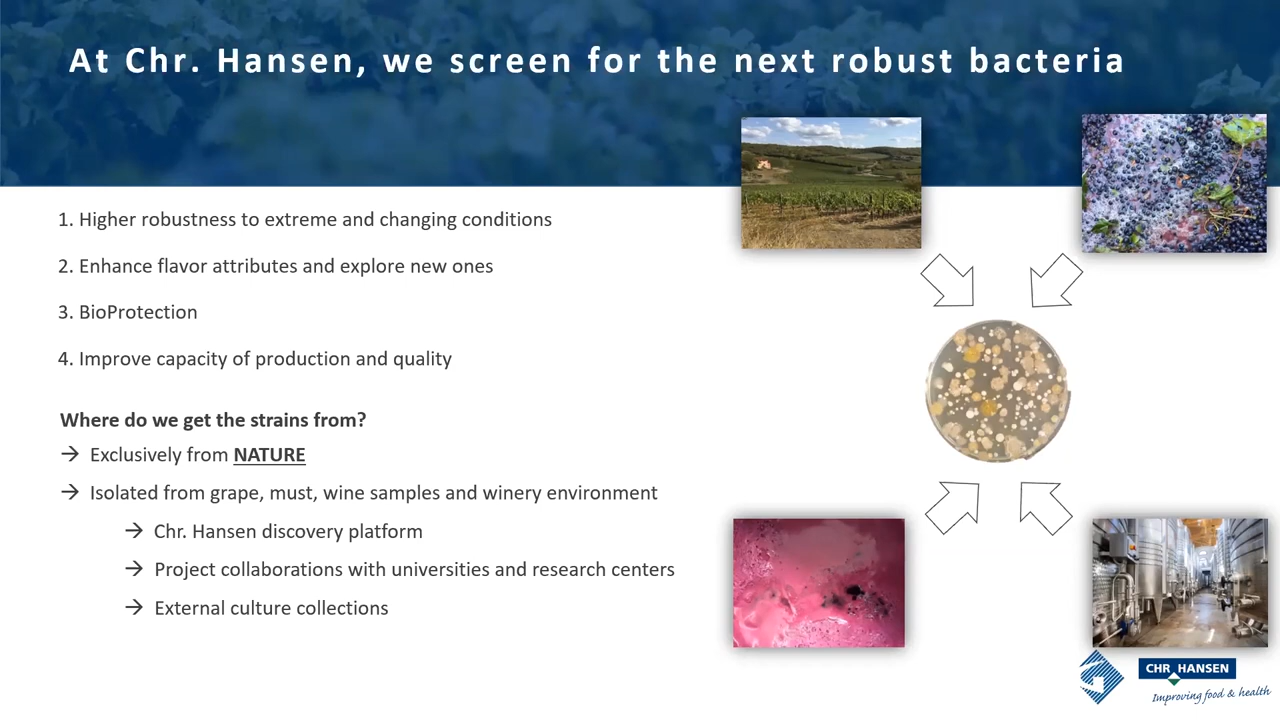 At Chr. Hansen, we screen for the next robust bacteria
1. Higher robustness to extreme and changing conditions
2. Enhance flavor attributes and explore new ones
3. BioProtection
4. Improve capacity of production and quality
Where do we get the strains from?
→ Exclusively from NATURE
→ Isolated from grape, must, wine samples and winery environment
→ Chr. Hansen discovery platform
→ Project collaborations with universities and research centers
→ External culture collections
CHR HANSEN
Improving food & health